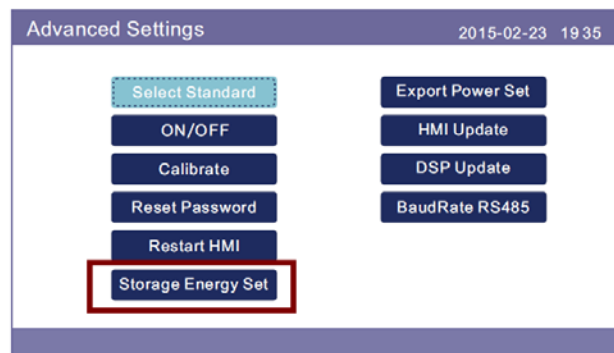 Advanced Settings 2015-02-23 19 35
Select Standard Export Power Set
ON/OFF HMI Update
Calibrate DSP Update
Reset Password BaudRate RS485
Restart HMI
Storage Energy Set